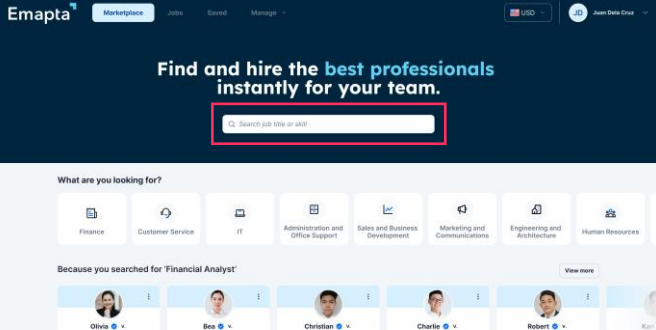 Emapta
Marketplace
Jobs
Saved
Manage
USD
JD
Juan Dela Cruz
Find and hire the best professionals
instantly for your team.
Search job title or skill
What are you looking for?
Finance
Customer Service
IT
Administration and
Office Support
Sales and Business
Development
Marketing and
Communications
Engineering and
Architecture
Human Resources
Because you searched for 'Financial Analyst'
View more
Olivia V.
Bea V.
Christian V.
Charlie V.
Robert V.